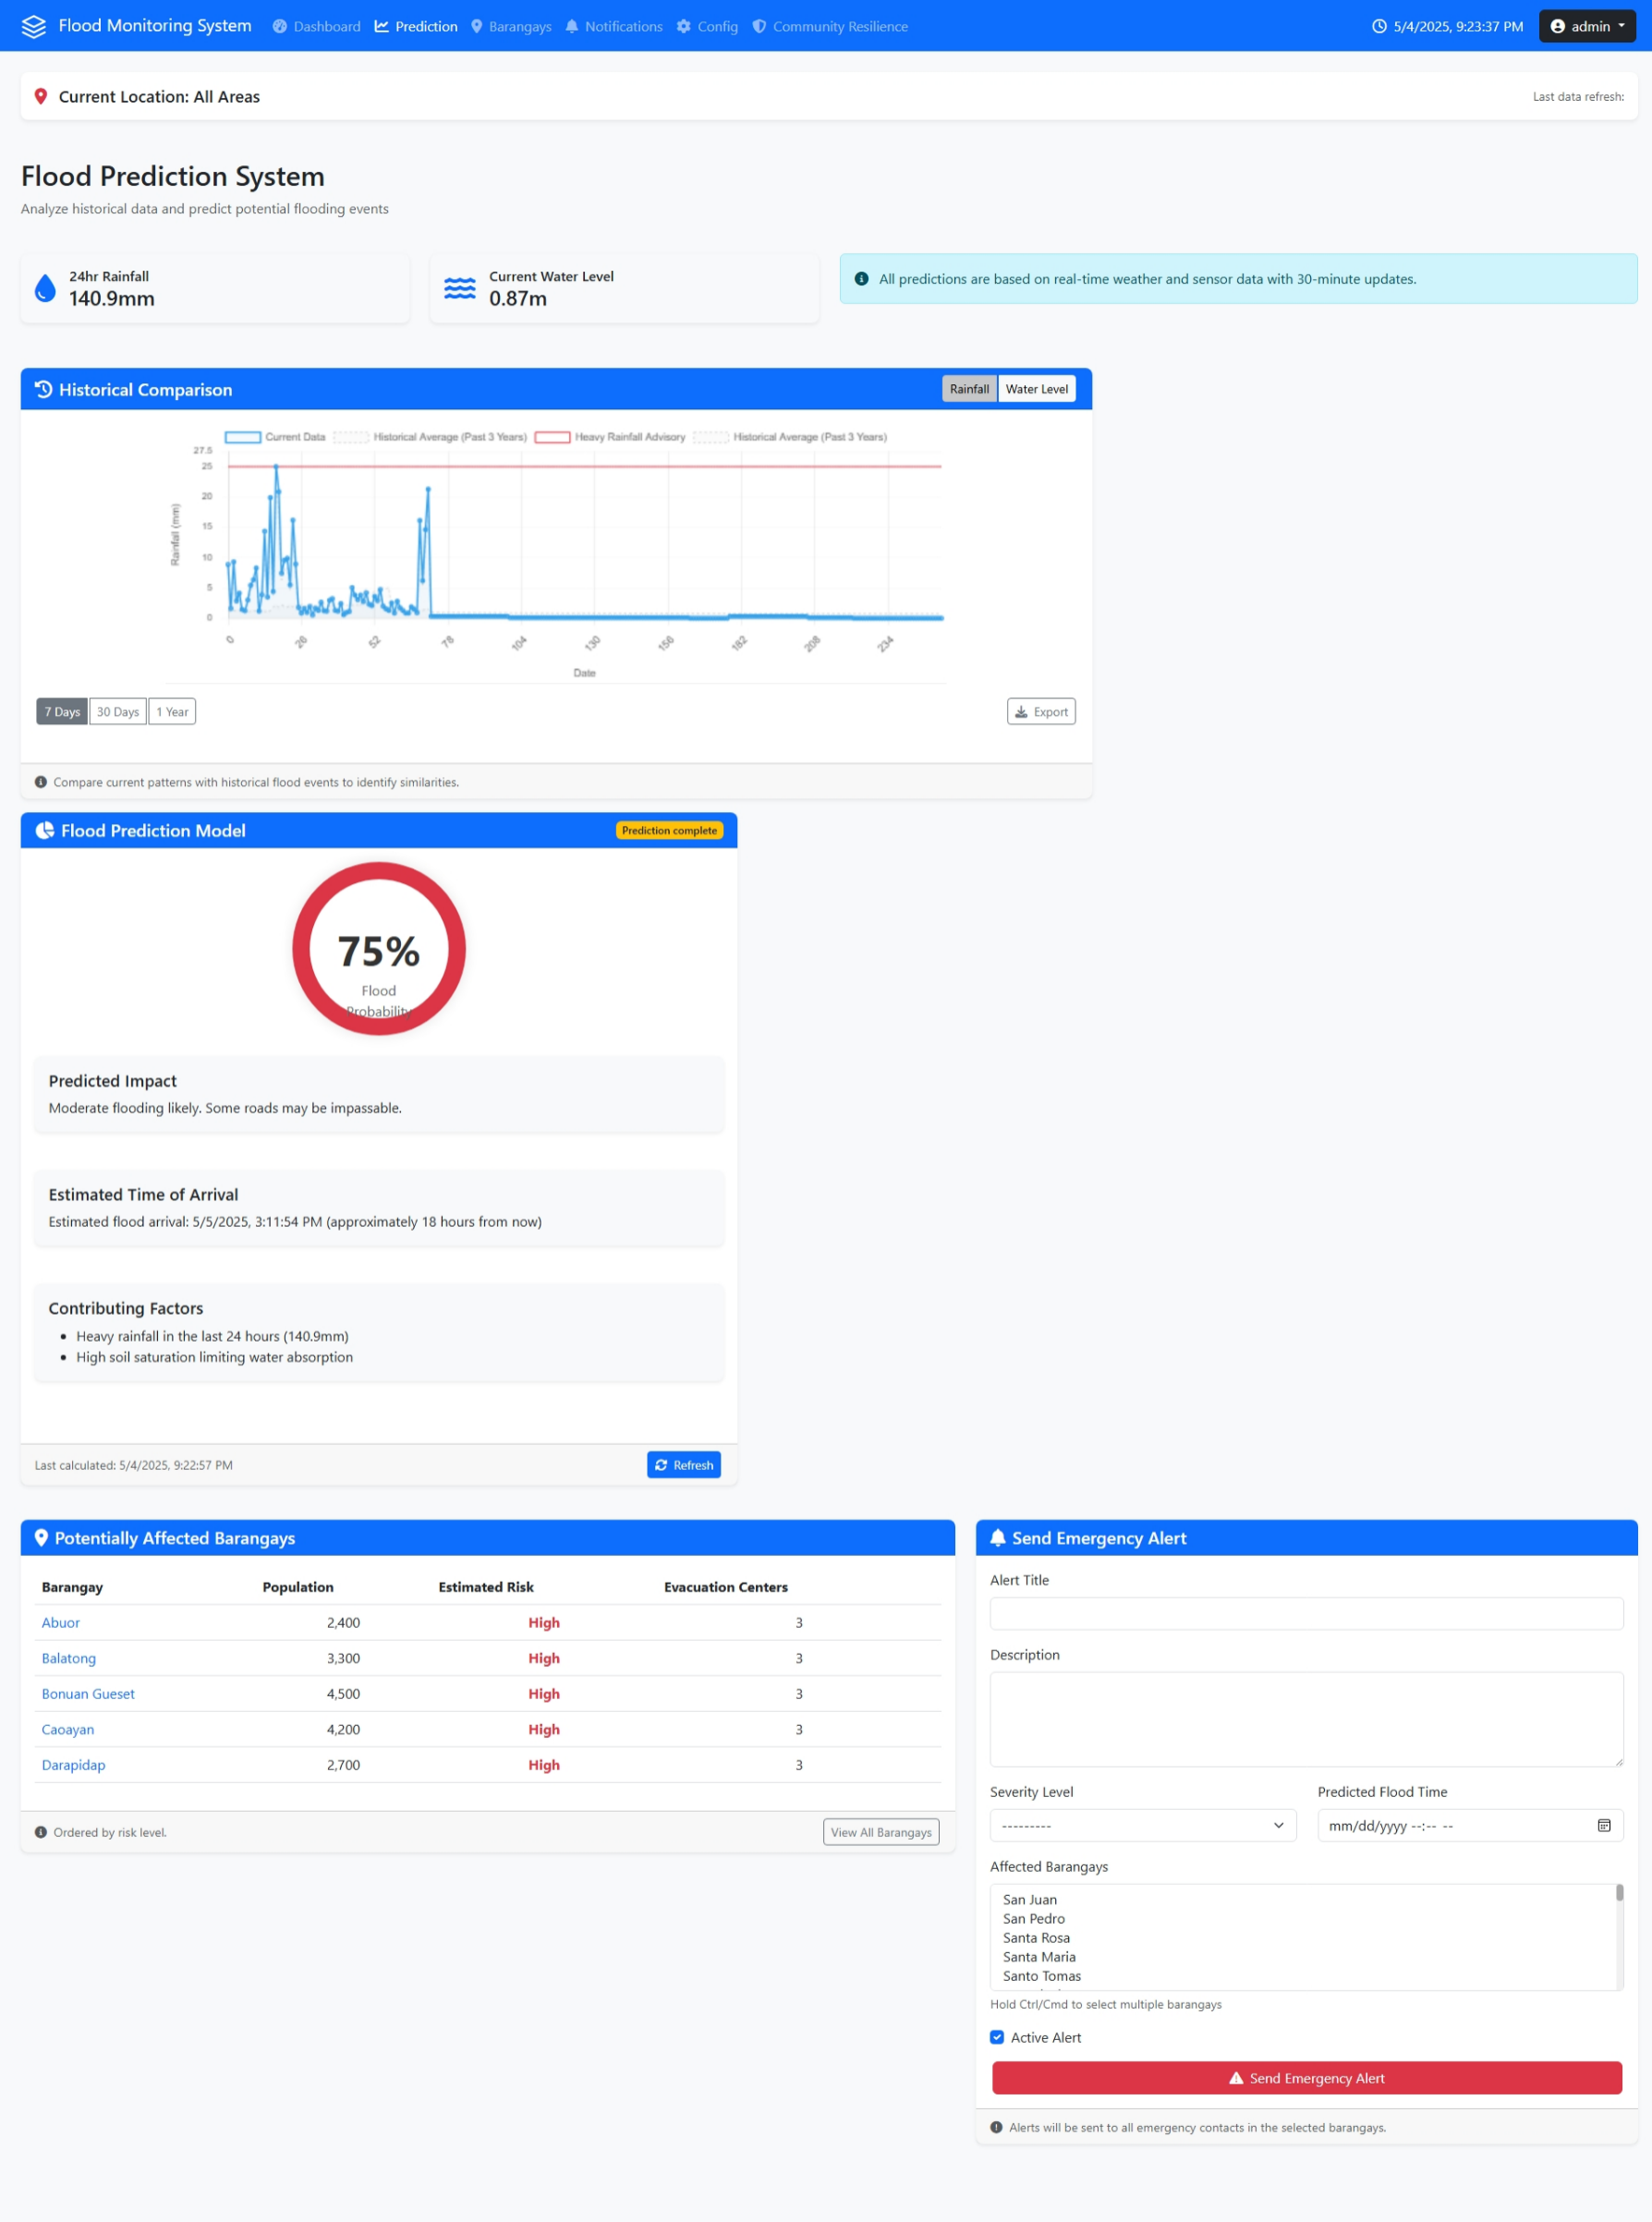 Flood Monitoring System Dashboard Prediction Barangays Notifications Config Community Resilience 5/4/2025, 9:23:37 PM admin
Current Location: All Areas Last data refresh:
Flood Prediction System
Analyze historical data and predict potential flooding events
24hr Rainfall
140.9mm
Current Water Level
0.87m
All predictions are based on real-time weather and sensor data with 30-minute updates.
Historical Comparison Rainfall Water Level
Current Data Historical Average (Past 3 Years) Heavy Rainfall Advisory Historical Average (Past 3 Years)
27.5
25
20
15
10
5
0
Rainfall (mm)
0 26 52 78 104 130 156 182 208 234
Date
7 Days 30 Days 1 Year Export
Compare current patterns with historical flood events to identify similarities.
Flood Prediction Model Prediction complete
75%
Flood
Probability
Predicted Impact
Moderate flooding likely. Some roads may be impassable.
Estimated Time of Arrival
Estimated flood arrival: 5/5/2025, 3:11:54 PM (approximately 18 hours from now)
Contributing Factors
Heavy rainfall in the last 24 hours (140.9mm)
High soil saturation limiting water absorption
Last calculated: 5/4/2025, 9:22:57 PM Refresh
Potentially Affected Barangays
Barangay Population Estimated Risk Evacuation Centers
Abuor 2,400 High 3
Balatong 3,300 High 3
Bonuan Gueset 4,500 High 3
Caoayan 4,200 High 3
Darapidap 2,700 High 3
Ordered by risk level. View All Barangays
Send Emergency Alert
Alert Title
Description
Severity Level Predicted Flood Time
--------- mm/dd/yyyy --:-- --
Affected Barangays
San Juan
San Pedro
Santa Rosa
Santa Maria
Santo Tomas
Hold Ctrl/Cmd to select multiple barangays
Active Alert
Send Emergency Alert
Alerts will be sent to all emergency contacts in the selected barangays.